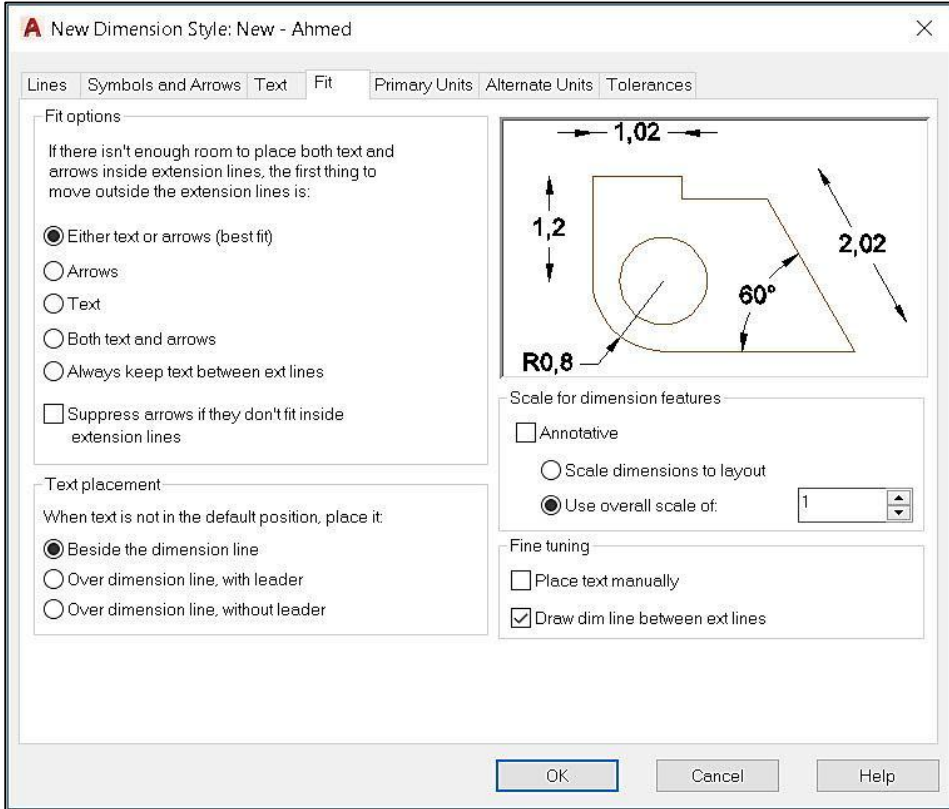 A New Dimension Style: New - Ahmed
Lines Symbols and Arrows Text Fit Primary Units Alternate Units Tolerances
Fit options
If there isn't enough room to place both text and
arrows inside extension lines, the first thing to
move outside the extension lines is:
Either text or arrows (best fit)
Arrows
Text
Both text and arrows
Always keep text between ext lines
Suppress arrows if they don't fit inside
extension lines
Text placement
When text is not in the default position, place it:
Beside the dimension line
Over dimension line, with leader
Over dimension line, without leader
1,02
1,2
2,02
60°
R0,8
Scale for dimension features
Annotative
Scale dimensions to layout
Use overall scale of: 1
Fine tuning
Place text manually
Draw dim line between ext lines
OK Cancel Help